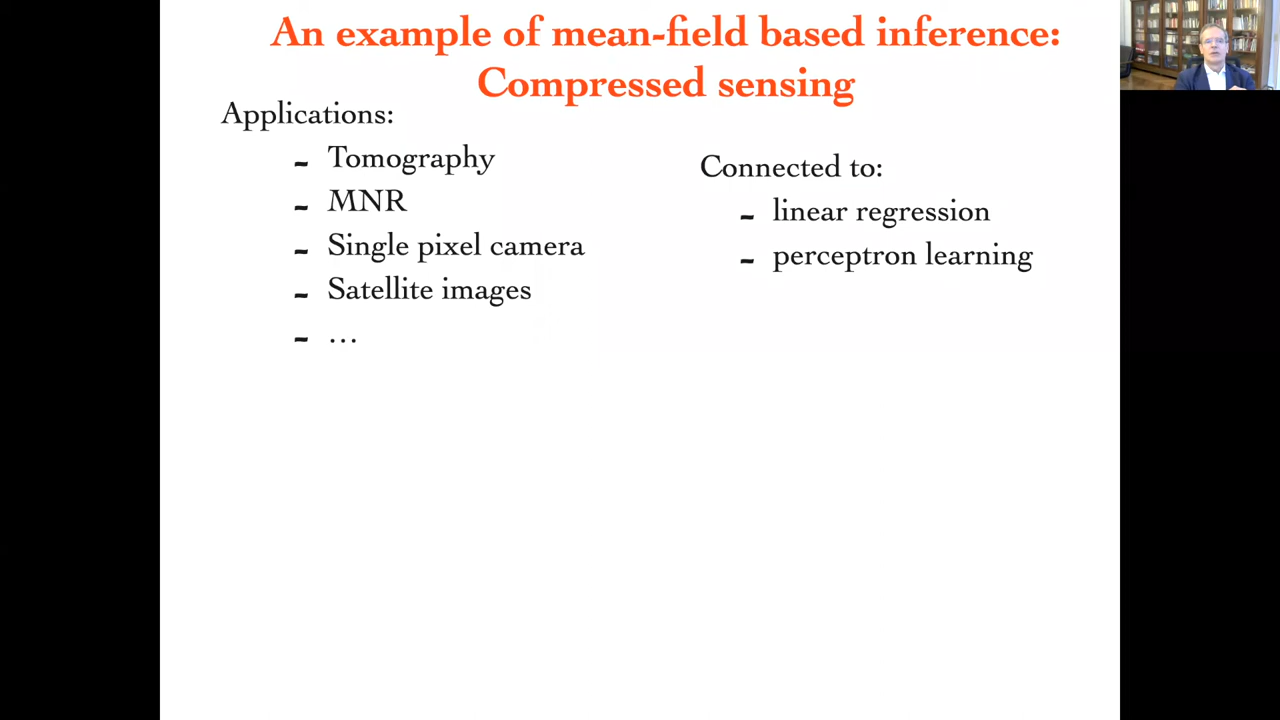 An example of mean-field based inference:
Compressed sensing
Applications:
- Tomography
- MNR
- Single pixel camera
- Satellite images
- ...
Connected to:
- linear regression
- perceptron learning